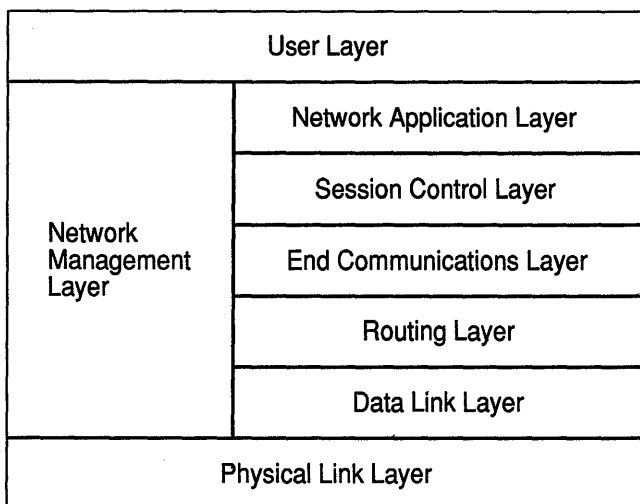 User Layer
Network Application Layer
Session Control Layer
Network
Management
Layer
End Communications Layer
Routing Layer
Data Link Layer
Physical Link Layer